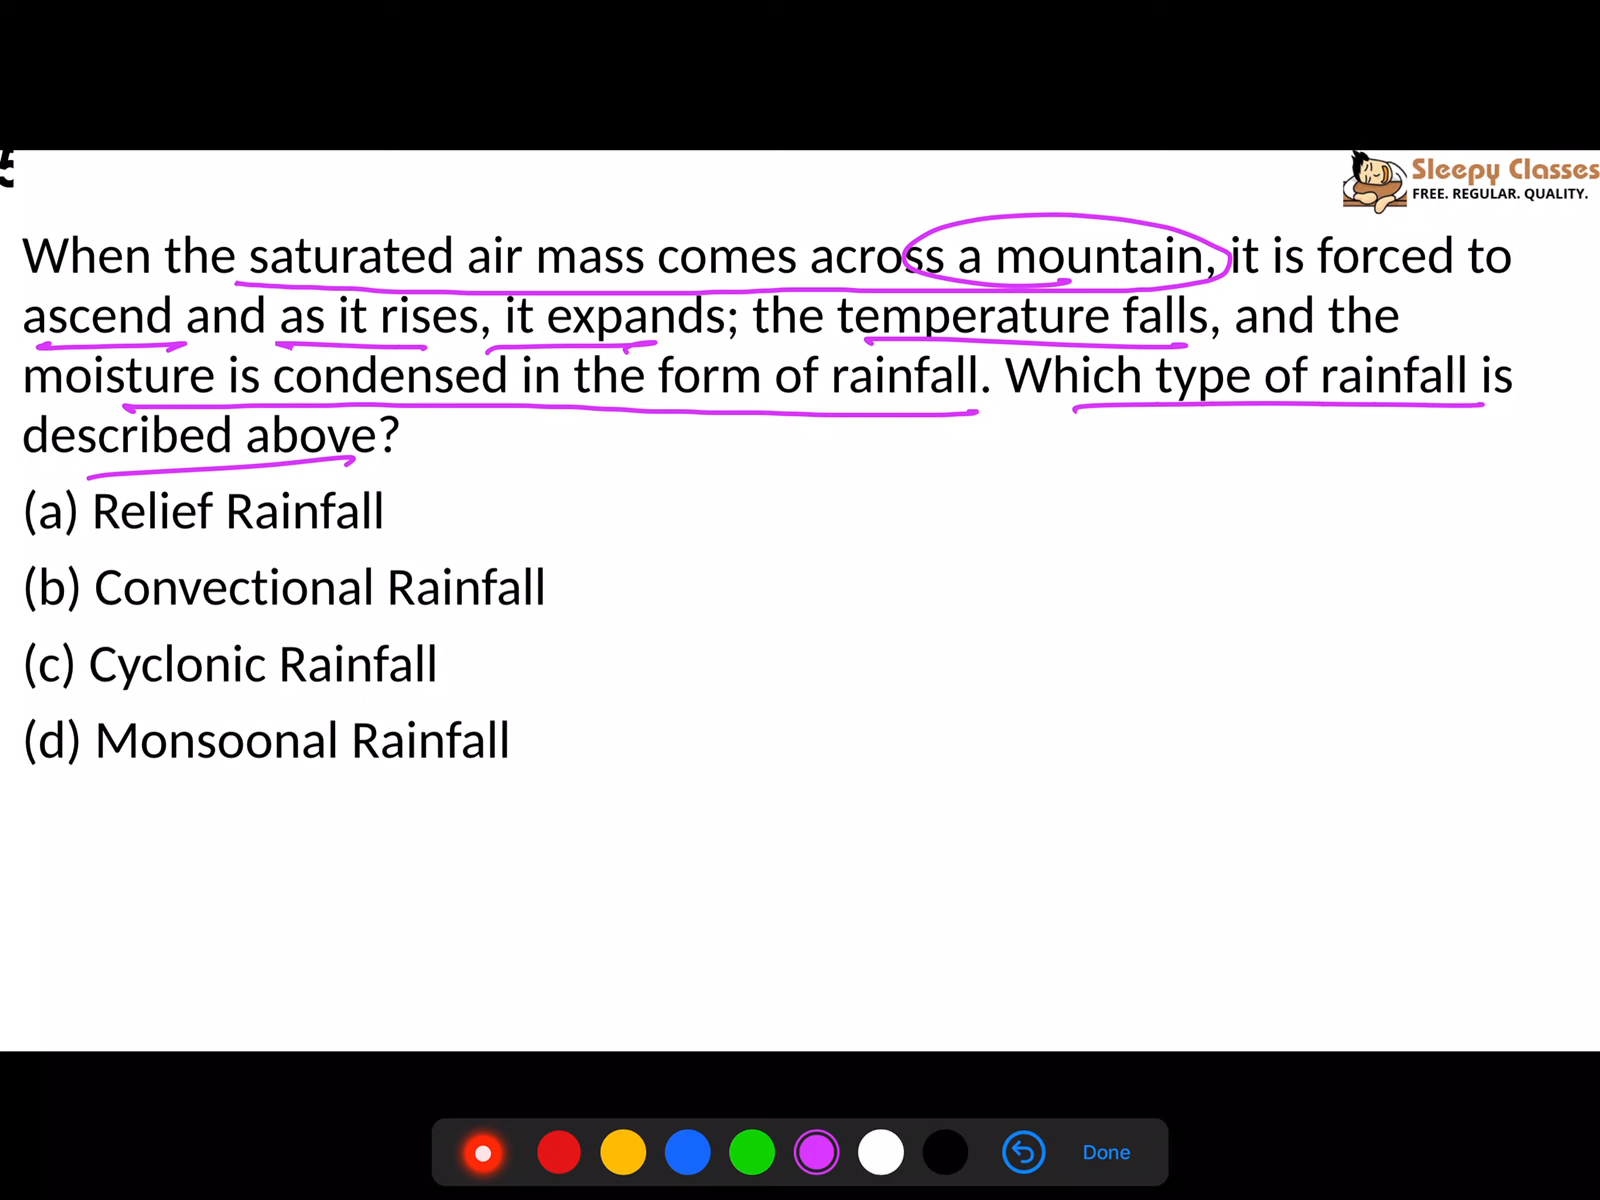 5
Sleepy Classes
FREE. REGULAR. QUALITY.
When the saturated air mass comes across a mountain, it is forced to
ascend and as it rises, it expands; the temperature falls, and the
moisture is condensed in the form of rainfall. Which type of rainfall is
described above?
(a) Relief Rainfall
(b) Convectional Rainfall
(c) Cyclonic Rainfall
(d) Monsoonal Rainfall
Done